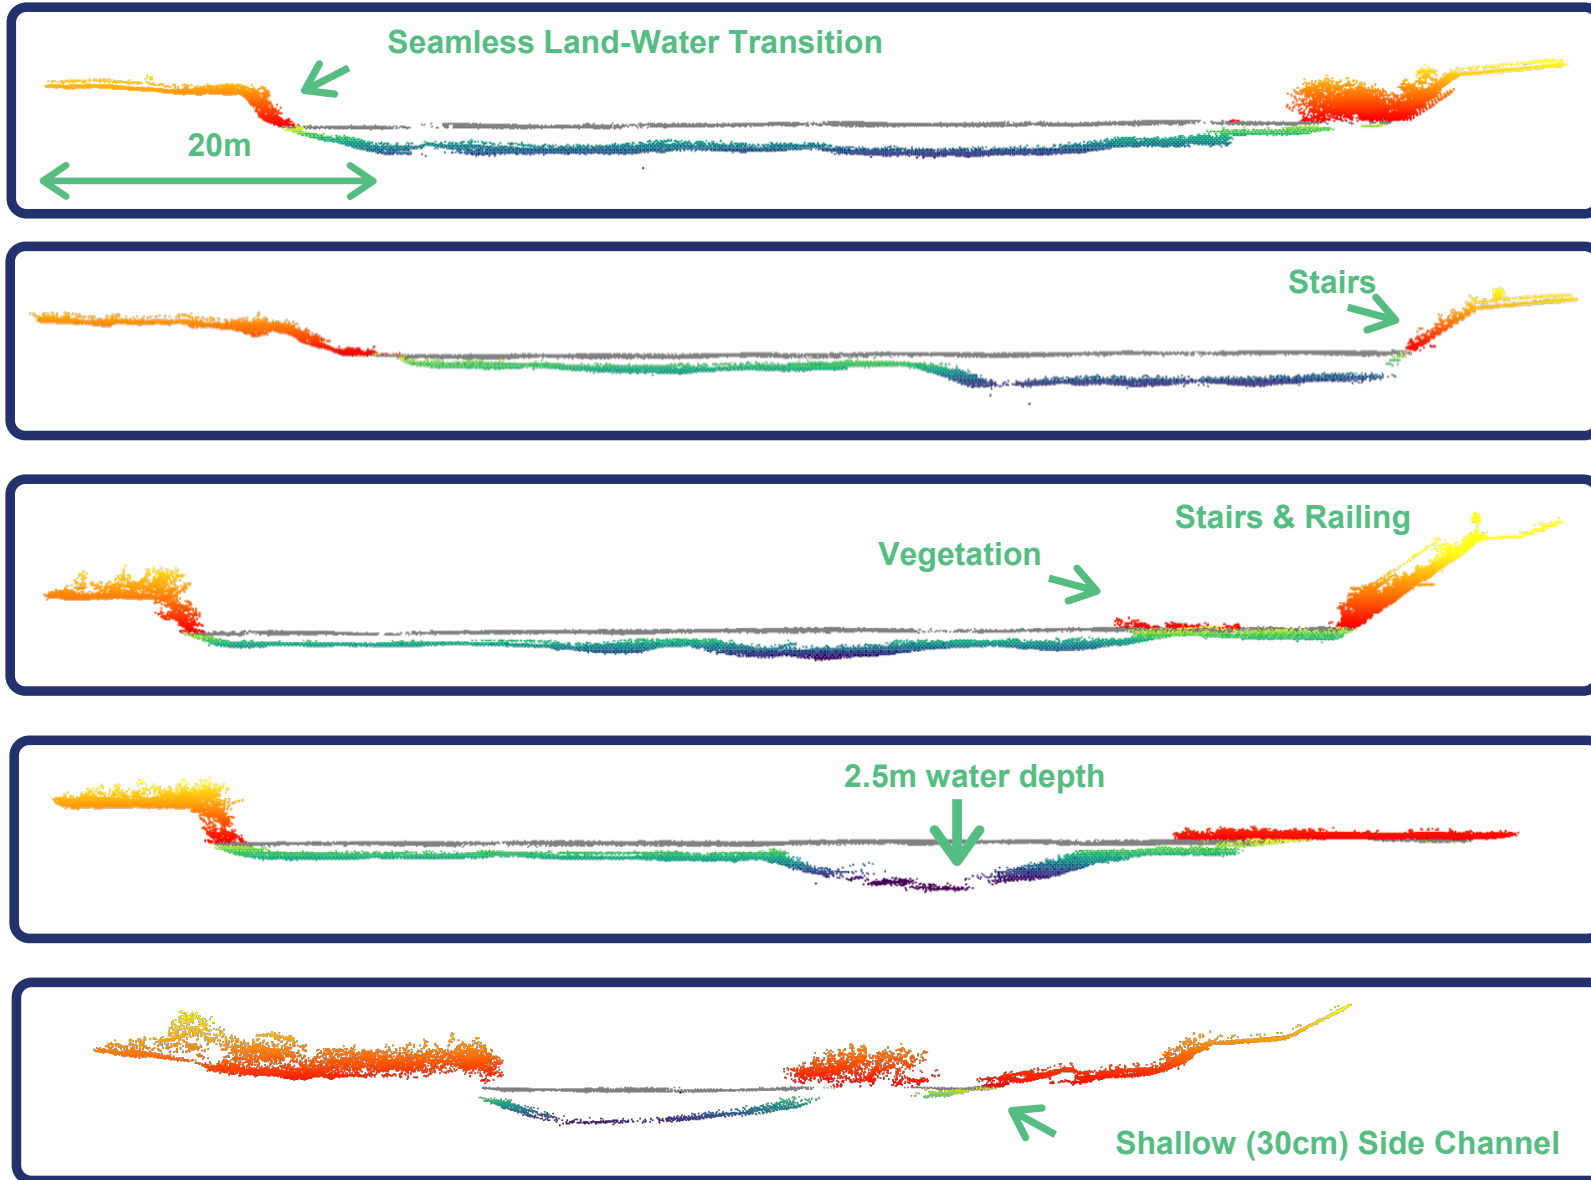 Seamless Land-Water Transition
20m
Stairs
Stairs & Railing
Vegetation
2.5m water depth
Shallow (30cm) Side Channel